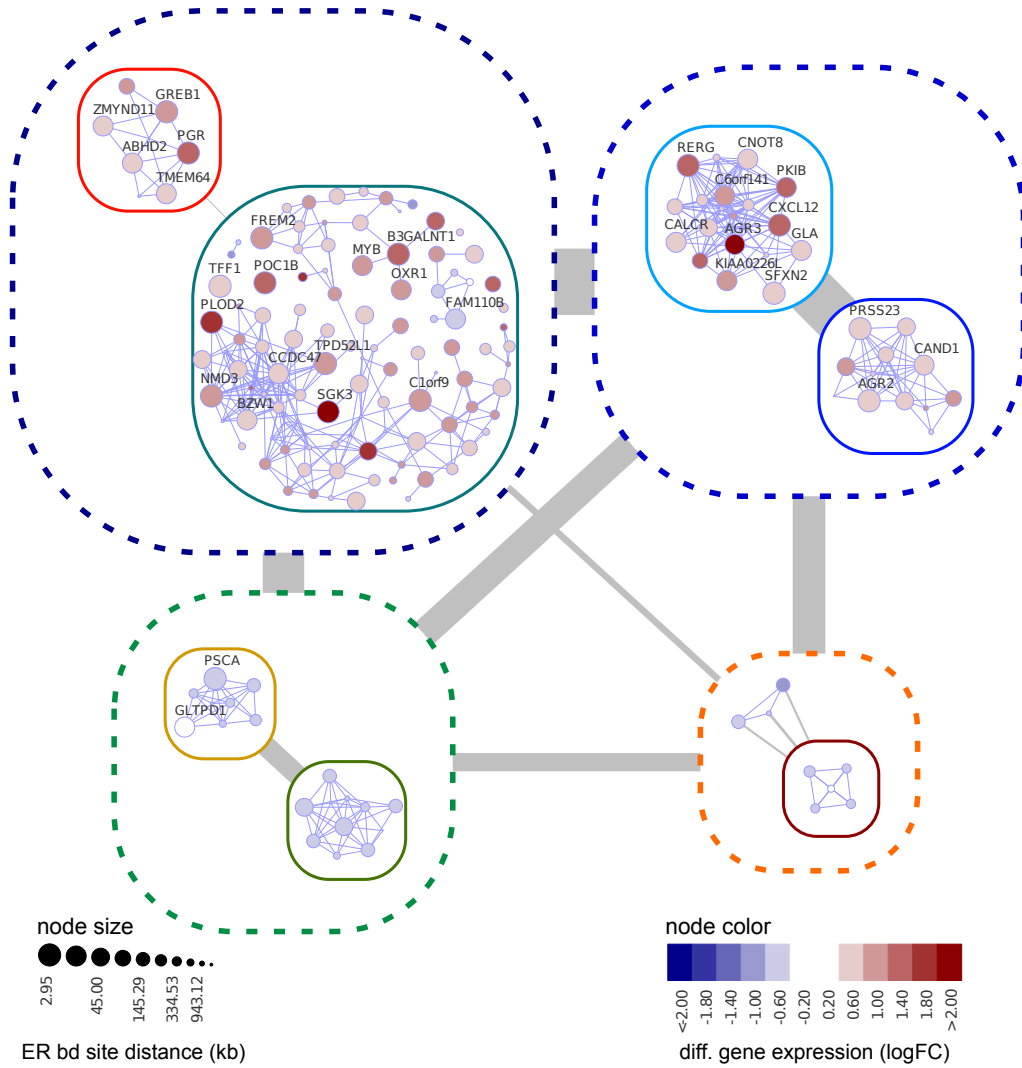 GREB1
ZMYND11
PGR
ABHD2
TMEM64
FREM2
B3GALNT1
MYB
TFF1
POC1B
OXR1
PLOD2
FAM110B
TPD52L1
CCDC47
NMD3
SGK3
C1orf9
BZW1
RERG
CNOT8
C6orf141
PKIB
CXCL12
CALCR
AGR3
GLA
KIAA0226L
SFXN2
PRSS23
CAND1
AGR2
PSCA
GLTPD1
node size
2.95
45.00
145.29
334.53
943.12
ER bd site distance (kb)
node color
<-2.00
-1.80
-1.40
-1.00
-0.60
-0.20
0.20
0.60
1.00
1.40
1.80
>2.00
diff. gene expression (logFC)